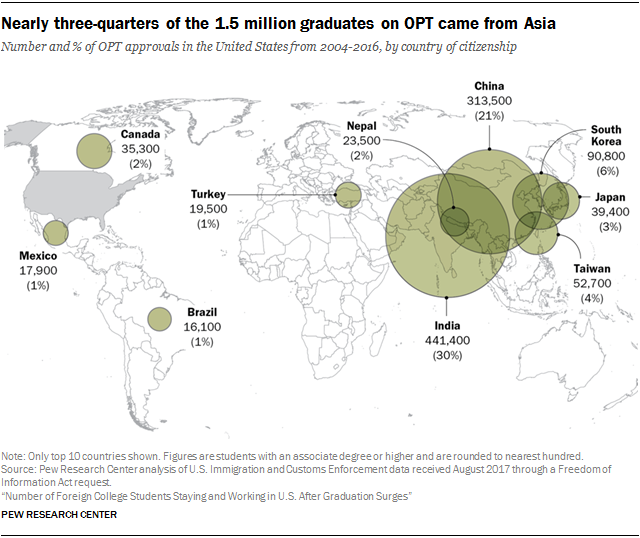 Nearly three-quarters of the 1.5 million graduates on OPT came from Asia
Number and % of OPT approvals in the United States from 2004-2016, by country of citizenship
China
313,500
(21%)
Canada
35,300
(2%)
Nepal
23,500
(2%)
South
Korea
90,800
(6%)
Turkey
19,500
(1%)
Japan
39,400
(3%)
Mexico
17,900
(1%)
Taiwan
52,700
(4%)
Brazil
16,100
(1%)
India
441,400
(30%)
Note: Only top 10 countries shown. Figures are students with an associate degree or higher and are rounded to nearest hundred.
Source: Pew Research Center analysis of U.S. Immigration and Customs Enforcement data received August 2017 through a Freedom of
Information Act request.
“Number of Foreign College Students Staying and Working in U.S. After Graduation Surges”
PEW RESEARCH CENTER